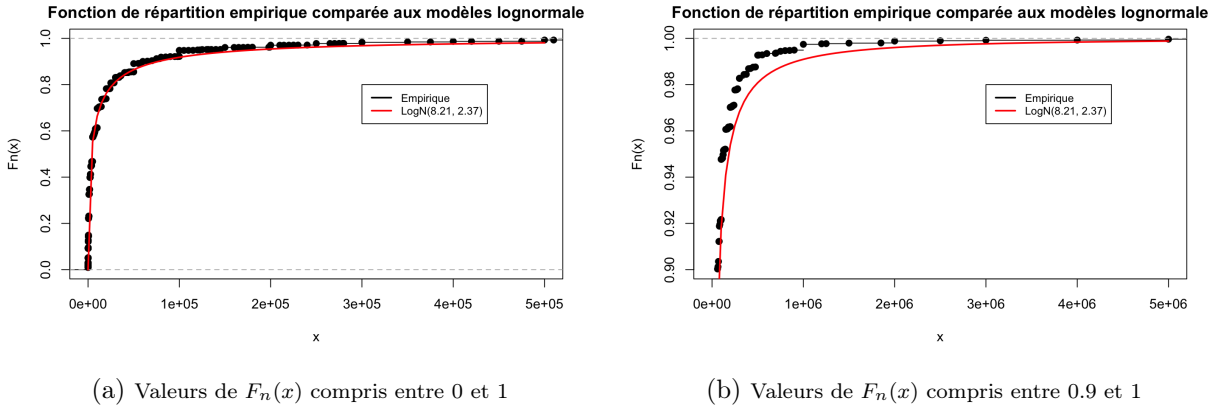 Fonction de répartition empirique comparée aux modèles lognormale
Fn(x)
1.0
0.8
0.6
0.4
0.2
0.0
Empirique
LogN(8.21, 2.37)
0e+00 1e+05 2e+05 3e+05 4e+05 5e+05
x
(a) Valeurs de $F_n(x)$ compris entre 0 et 1
Fonction de répartition empirique comparée aux modèles lognormale
Fn(x)
1.00
0.98
0.96
0.94
0.92
0.90
Empirique
LogN(8.21, 2.37)
0e+00 1e+06 2e+06 3e+06 4e+06 5e+06
x
(b) Valeurs de $F_n(x)$ compris entre 0.9 et 1